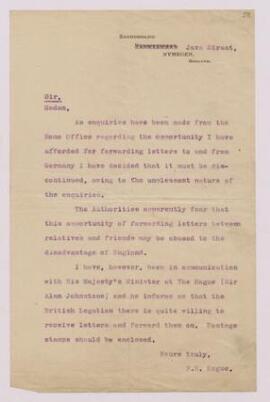 Java Street,
NYMEGEN,
HOLLAND.
Sir,
Madam,
As enquiries have been made from the
Home Office regarding the opportunity I have
afforded for forwarding letters to and from
Germany I have decided that it must be dis-
continued, owing to the unpleasant nature of
the enquiries.
The Authorities apparently fear that
this opportunity of forwarding letters between
relatives and friends may be abused to the
disadvantage of England.
I have, however, been in communication
with His Majesty's Minister at The Hague (Sir
Alan Johnstone) and he informs me that the
British Legation there is quite willing to
receive letters and forward them on. Postage
stamps should be enclosed.
Yours truly,